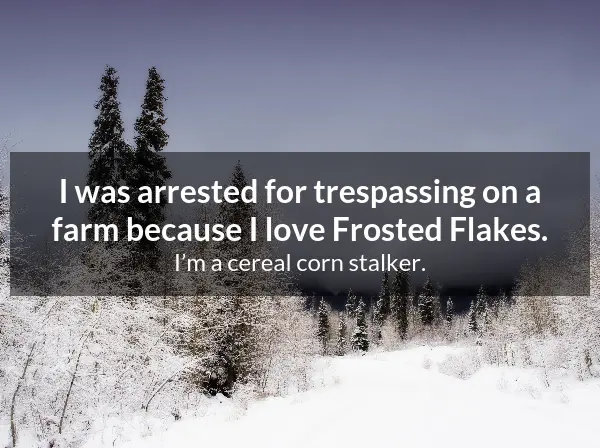 I was arrested for trespassing on a
farm because I love Frosted Flakes.
I’m a cereal corn stalker.